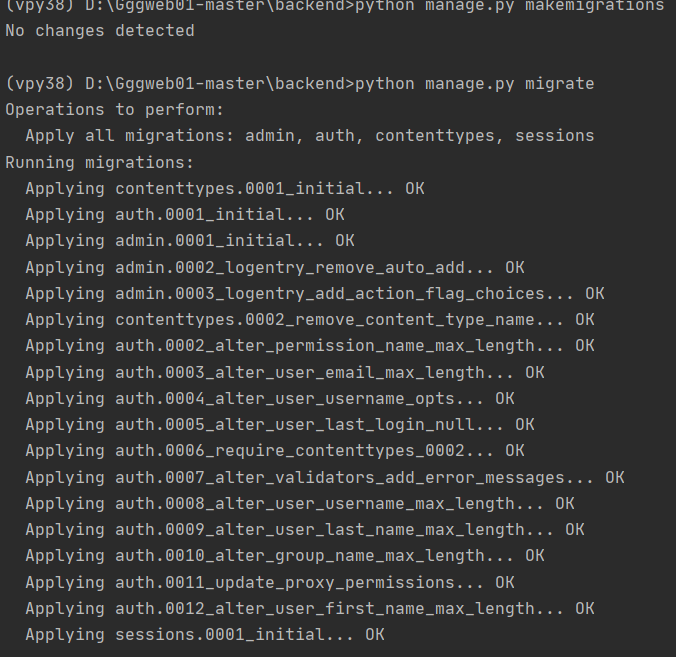 (vpy38) D:\Gggweb01-master\backend>python manage.py makemigrations
No changes detected
(vpy38) D:\Gggweb01-master\backend>python manage.py migrate
Operations to perform:
  Apply all migrations: admin, auth, contenttypes, sessions
Running migrations:
  Applying contenttypes.0001_initial... OK
  Applying auth.0001_initial... OK
  Applying admin.0001_initial... OK
  Applying admin.0002_logentry_remove_auto_add... OK
  Applying admin.0003_logentry_add_action_flag_choices... OK
  Applying contenttypes.0002_remove_content_type_name... OK
  Applying auth.0002_alter_permission_name_max_length... OK
  Applying auth.0003_alter_user_email_max_length... OK
  Applying auth.0004_alter_user_username_opts... OK
  Applying auth.0005_alter_user_last_login_null... OK
  Applying auth.0006_require_contenttypes_0002... OK
  Applying auth.0007_alter_validators_add_error_messages... OK
  Applying auth.0008_alter_user_username_max_length... OK
  Applying auth.0009_alter_user_last_name_max_length... OK
  Applying auth.0010_alter_group_name_max_length... OK
  Applying auth.0011_update_proxy_permissions... OK
  Applying auth.0012_alter_user_first_name_max_length... OK
  Applying sessions.0001_initial... OK